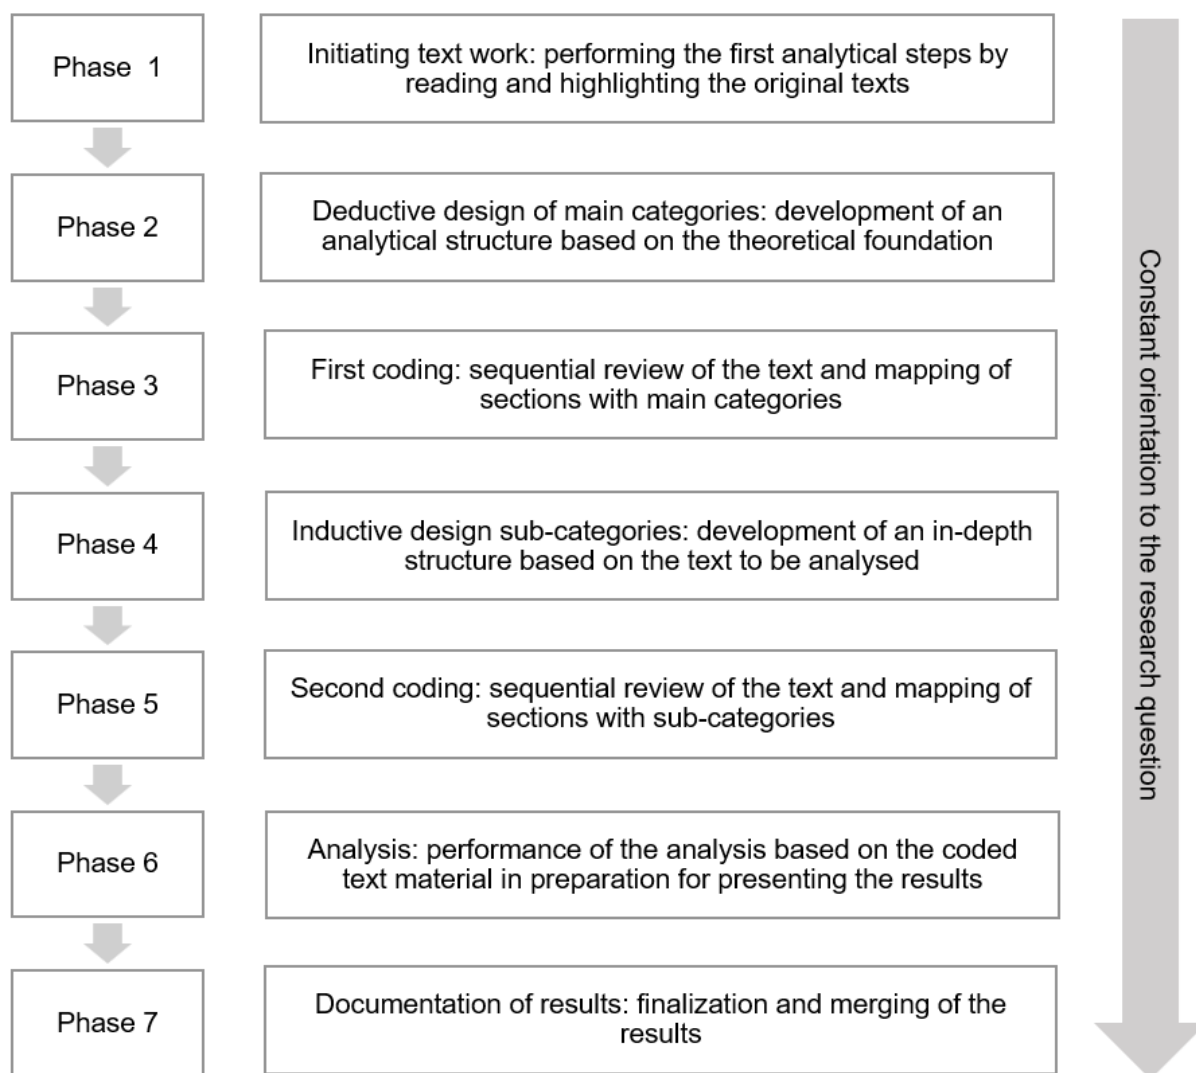 Phase 1
Initiating text work: performing the first analytical steps by
reading and highlighting the original texts
Phase 2
Deductive design of main categories: development of an
analytical structure based on the theoretical foundation
Phase 3
First coding: sequential review of the text and mapping of
sections with main categories
Phase 4
Inductive design sub-categories: development of an in-depth
structure based on the text to be analysed
Phase 5
Second coding: sequential review of the text and mapping of
sections with sub-categories
Phase 6
Analysis: performance of the analysis based on the coded
text material in preparation for presenting the results
Phase 7
Documentation of results: finalization and merging of the
results
Constant orientation to the research question